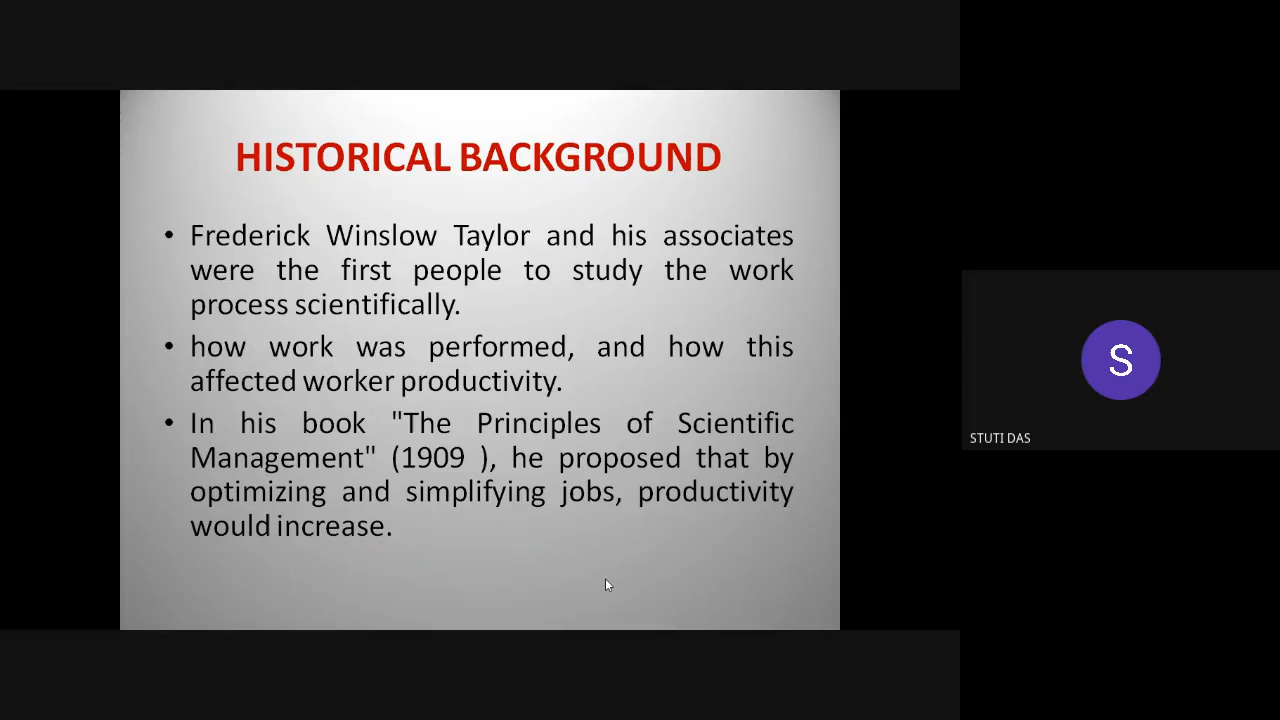 HISTORICAL BACKGROUND
• Frederick Winslow Taylor and his associates
were the first people to study the work
process scientifically.
• how work was performed, and how this
affected worker productivity.
• In his book "The Principles of Scientific
Management" (1909 ), he proposed that by
optimizing and simplifying jobs, productivity
would increase.
S
STUTI DAS